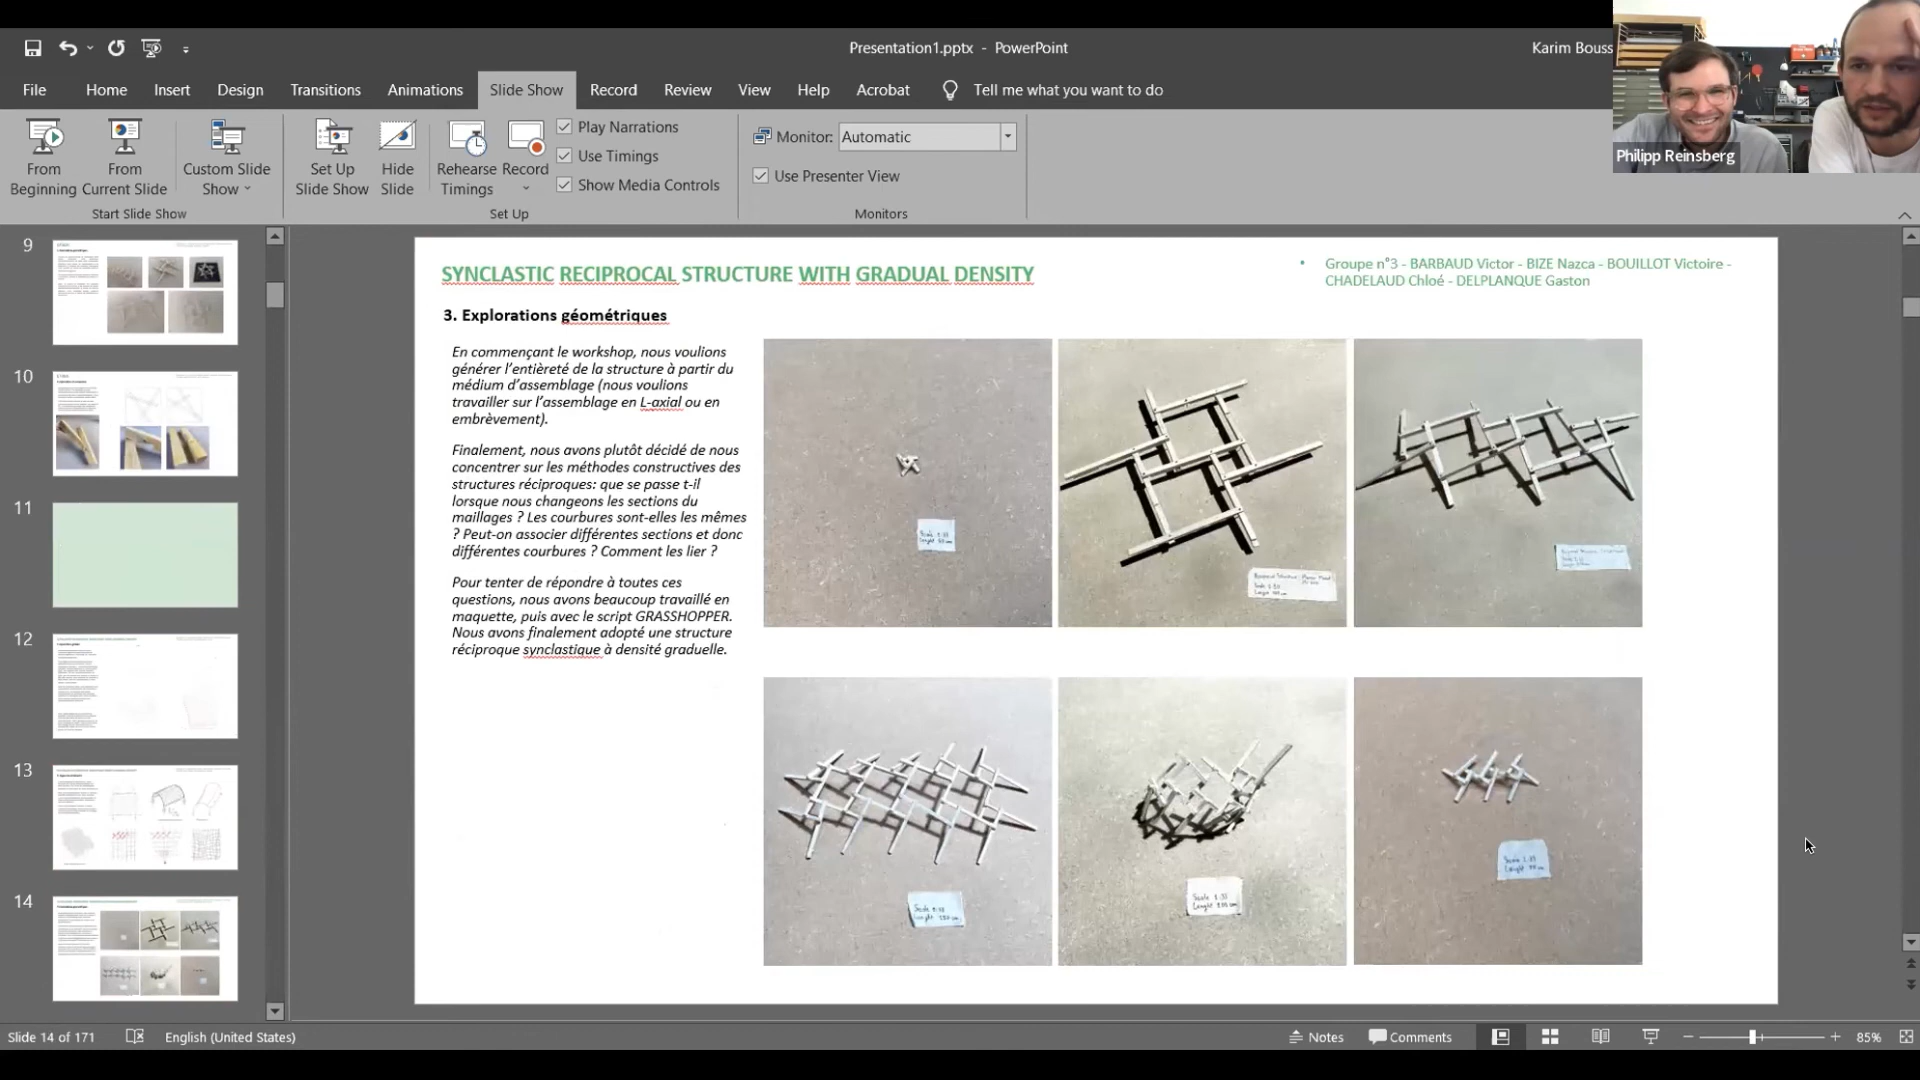 Presentation1.pptx - PowerPoint
Karim Bouss
File Home Insert Design Transitions Animations Slide Show Record Review View Help Acrobat Tell me what you want to do
From Beginning
From Current Slide
Custom Slide Show
Start Slide Show
Set Up Slide Show
Hide Slide
Rehearse Timings
Record
Play Narrations
Use Timings
Show Media Controls
Set Up
Monitor: Automatic
Use Presenter View
Monitors
Philipp Reinsberg
9
10
11
12
13
14
SYNCLASTIC RECIPROCAL STRUCTURE WITH GRADUAL DENSITY
• Groupe n°3 - BARBAUD Victor - BIZE Nazca - BOUILLOT Victoire -
CHADELAUD Chloé - DELPLANQUE Gaston
3. Explorations géométriques
En commençant le workshop, nous voulions
générer l'entièreté de la structure à partir du
médium d'assemblage (nous voulions
travailler sur l'assemblage en L-axial ou en
embrèvement).
Finalement, nous avons plutôt décidé de nous
concentrer sur les méthodes constructives des
structures réciproques: que se passe t-il
lorsque nous changeons les sections du
maillages ? Les courbures sont-elles les mêmes
? Peut-on associer différentes sections et donc
différentes courbures ? Comment les lier ?
Pour tenter de répondre à toutes ces
questions, nous avons beaucoup travaillé en
maquette, puis avec le script GRASSHOPPER.
Nous avons finalement adopté une structure
réciproque synclastique à densité graduelle.
Slide 14 of 171
English (United States)
Notes
Comments
85%